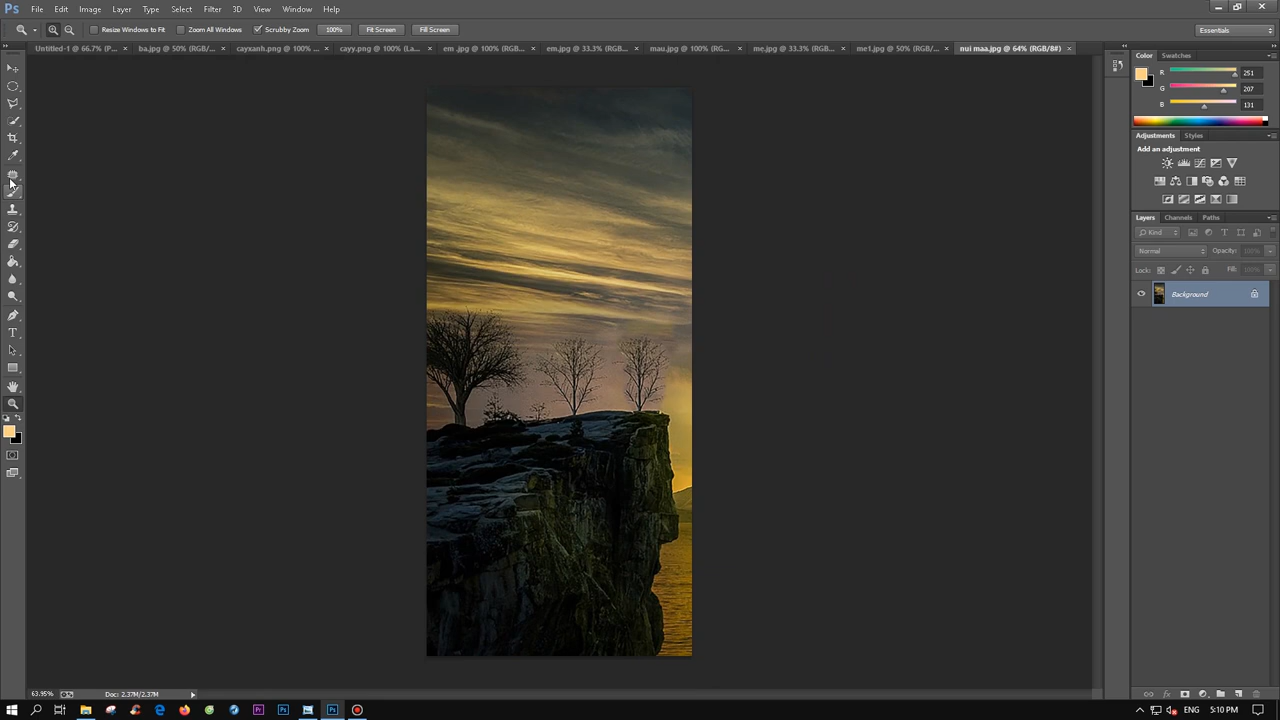 Ps File Edit Image Layer Type Select Filter 3D View Window Help
Resize Windows to Fit Zoom All Windows Scrubby Zoom 100% Fit Screen Fill Screen Essentials
Untitled-1 @ 66.7% (P... × ba.jpg @ 50% (RGB/... × cayxanh.png @ 100% ... × cayy.png @ 100% (La... × em .jpg @ 100% (RGB... × em.jpg @ 33.3% (RGB... × mau.jpg @ 100% (RG... × me.jpg @ 33.3% (RGB... × me1.jpg @ 50% (RGB/... × nui maa.jpg @ 64% (RGB/8#) ×
Color Swatches
R 251
G 207
B 131
Adjustments Styles
Add an adjustment
Layers Channels Paths
Kind
Normal Opacity: 100%
Lock: Fill: 100%
Background
63.95% Doc: 2.37M/2.37M
Pr Ps Ps ENG 5:10 PM